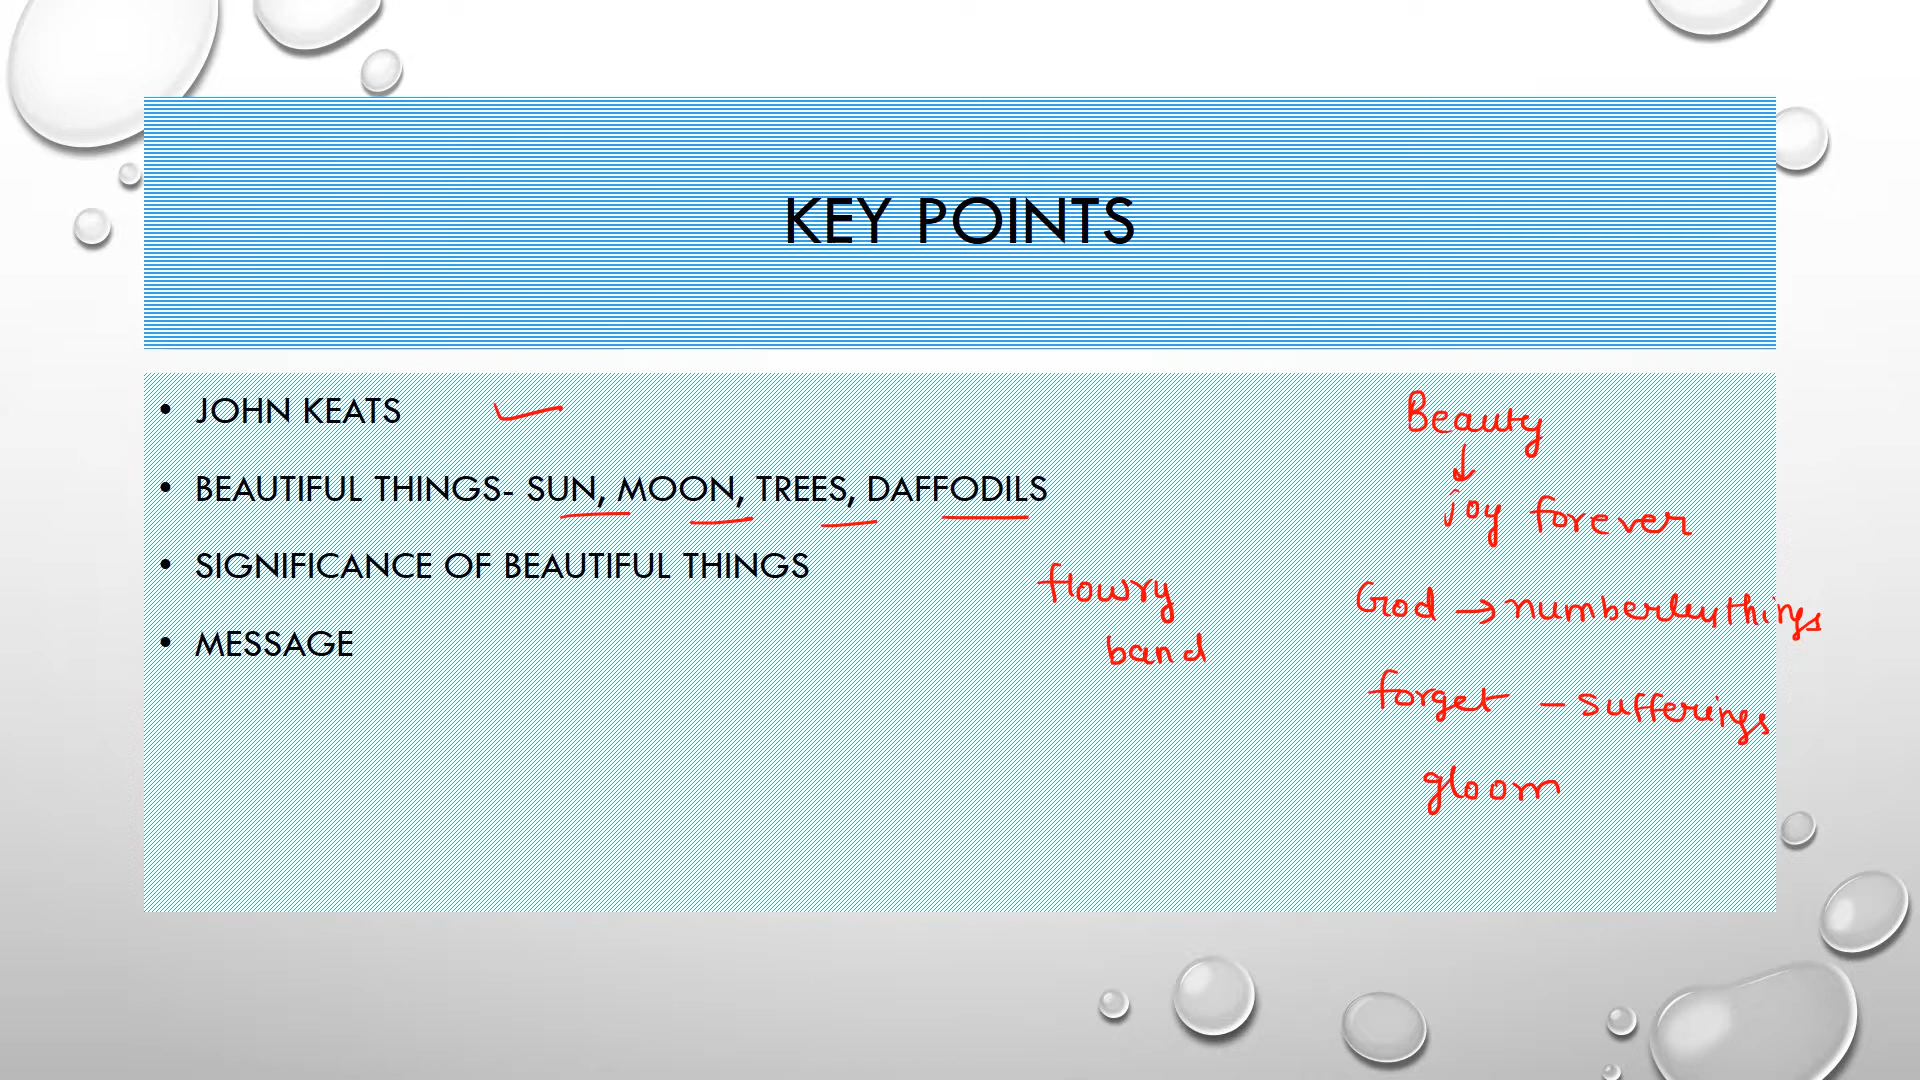 KEY POINTS
• JOHN KEATS
• BEAUTIFUL THINGS- SUN, MOON, TREES, DAFFODILS
• SIGNIFICANCE OF BEAUTIFUL THINGS
• MESSAGE
Beauty
↓
joy forever
flowry
band
God → numberley things
forget - sufferings
gloom